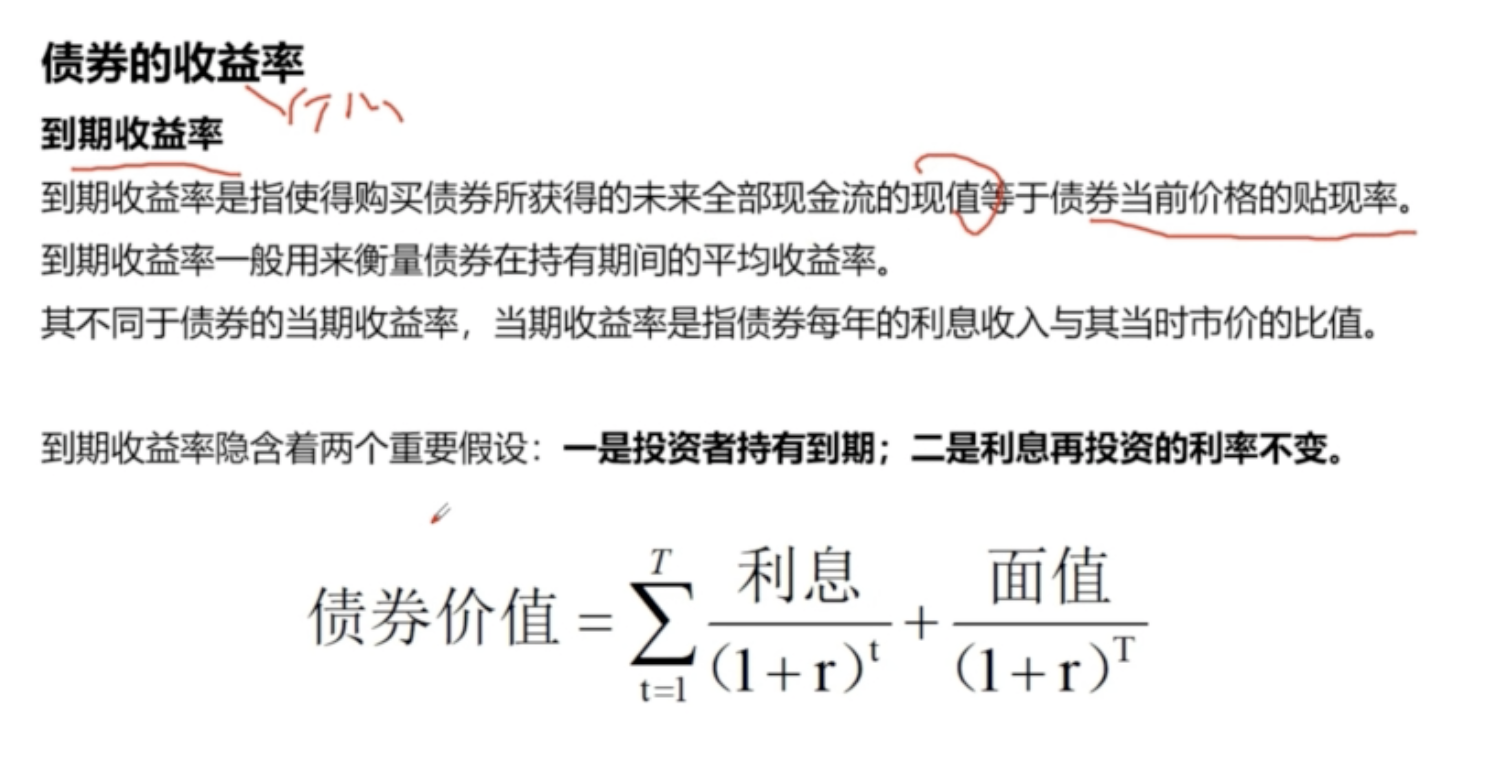 债券的收益率
到期收益率
到期收益率是指使得购买债券所获得的未来全部现金流的现值等于债券当前价格的贴现率。
到期收益率一般用来衡量债券在持有期间的平均收益率。
其不同于债券的当期收益率，当期收益率是指债券每年的利息收入与其当时市价的比值。
到期收益率隐含着两个重要假设：一是投资者持有到期；二是利息再投资的利率不变。
债券价值 = \sum_{t=1}^{T} \frac{利息}{(1+r)^t} + \frac{面值}{(1+r)^T}